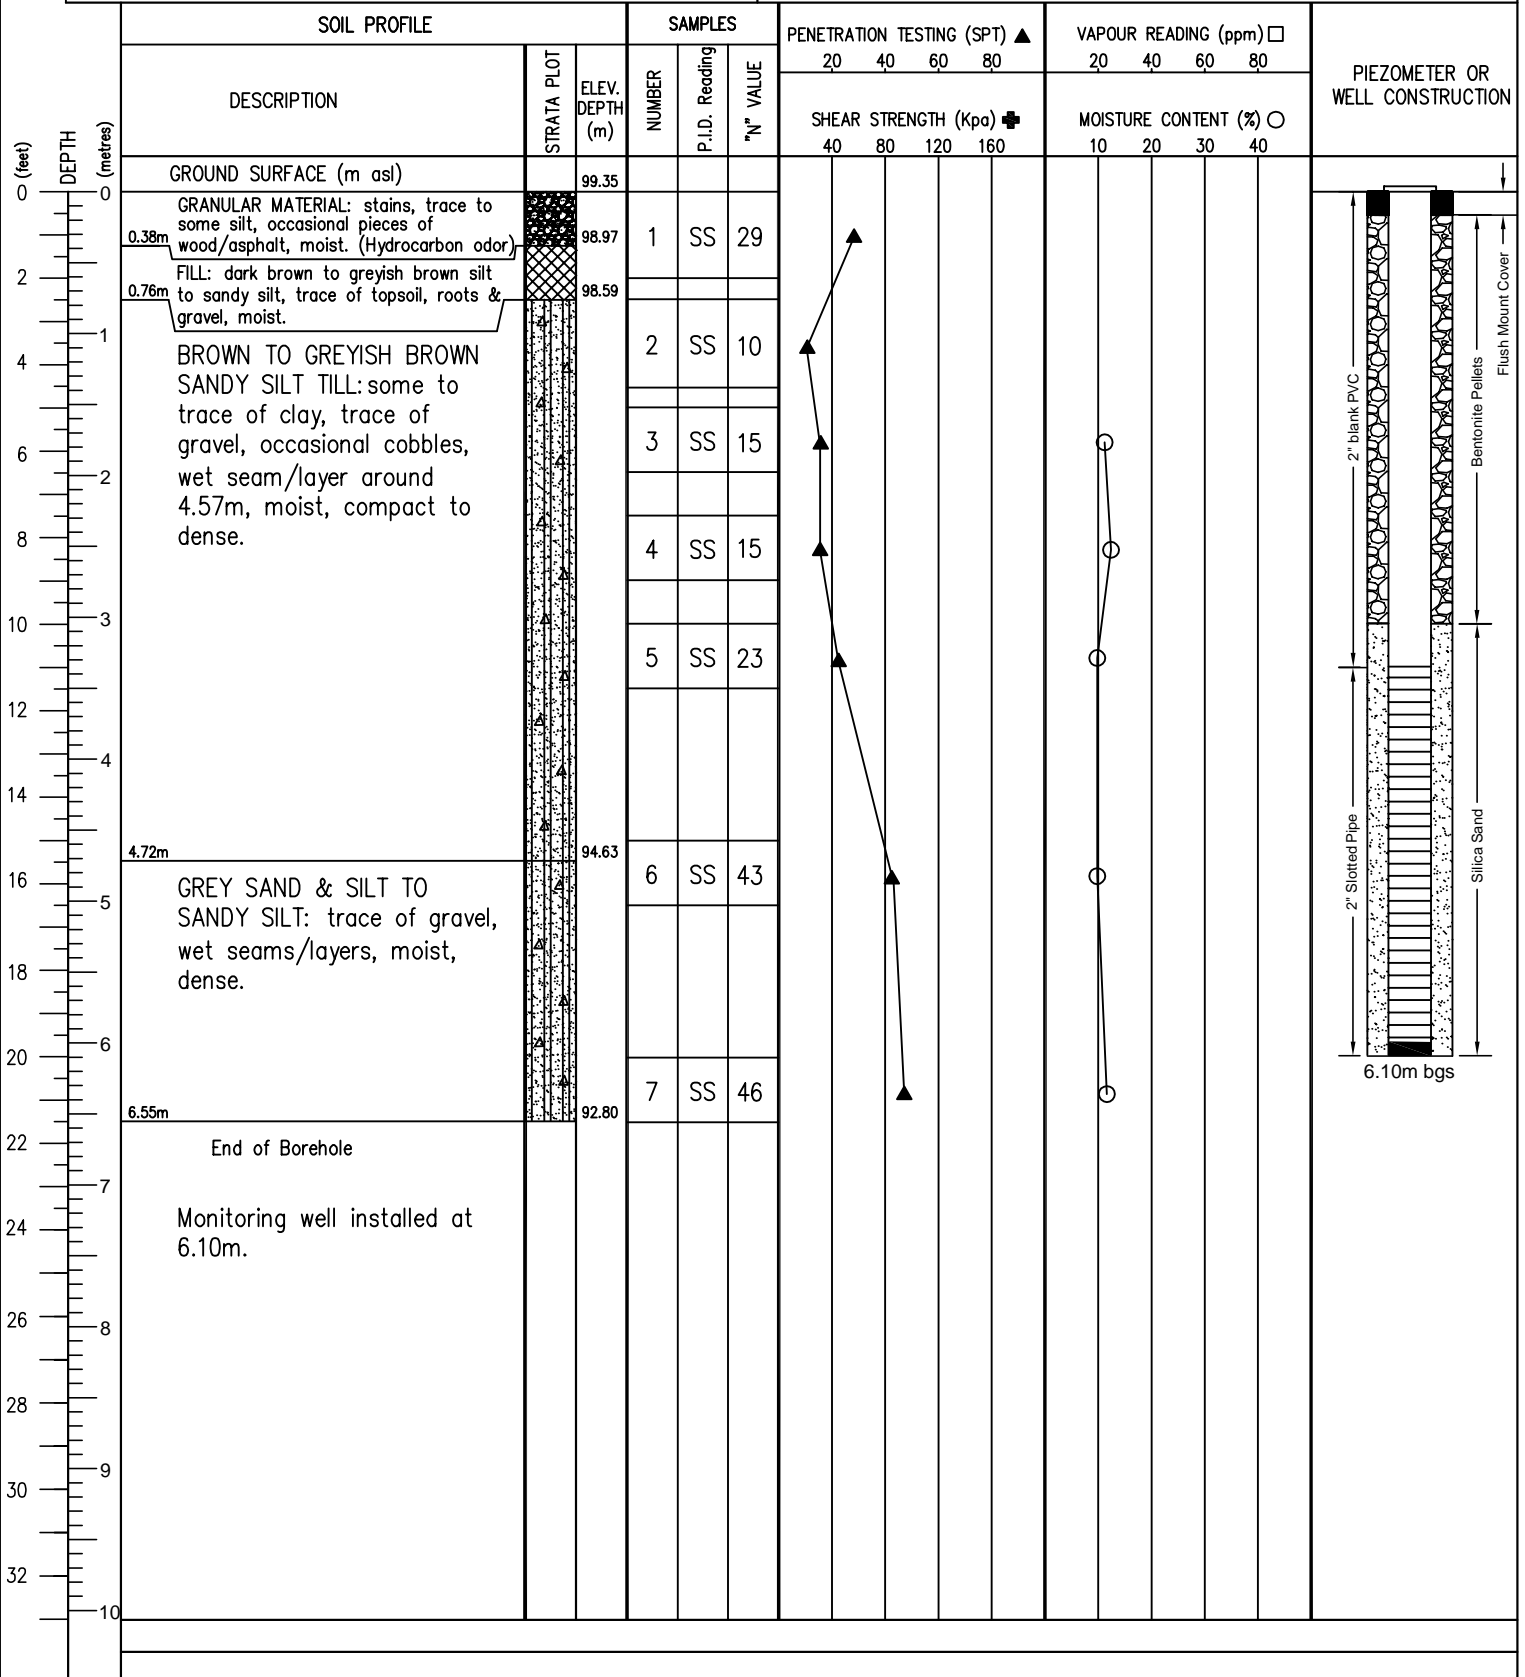 SOIL PROFILE
SAMPLES
PENETRATION TESTING (SPT)
20 40 60 80
SHEAR STRENGTH (Kpa)
40 80 120 160
VAPOUR READING (ppm)
20 40 60 80
MOISTURE CONTENT (%)
10 20 30 40
PIEZOMETER OR
WELL CONSTRUCTION
DESCRIPTION
STRATA PLOT
ELEV.
DEPTH
(m)
NUMBER
P.I.D. Reading
"N" VALUE
(feet)
DEPTH
(metres)
GROUND SURFACE (m asl)
99.35
GRANULAR MATERIAL: stains, trace to
some silt, occasional pieces of
wood/asphalt, moist. (Hydrocarbon odor)
0.38m
98.97
FILL: dark brown to greyish brown silt
to sandy silt, trace of topsoil, roots &
gravel, moist.
0.76m
98.59
BROWN TO GREYISH BROWN
SANDY SILT TILL: some to
trace of clay, trace of
gravel, occasional cobbles,
wet seam/layer around
4.57m, moist, compact to
dense.
4.72m
94.63
GREY SAND & SILT TO
SANDY SILT: trace of gravel,
wet seams/layers, moist,
dense.
6.55m
92.80
End of Borehole
Monitoring well installed at
6.10m.
1 SS 29
2 SS 10
3 SS 15
4 SS 15
5 SS 23
6 SS 43
7 SS 46
0
2
4
6
8
10
12
14
16
18
20
22
24
26
28
30
32
0
1
2
3
4
5
6
7
8
9
10
2" blank PVC
2" Slotted Pipe
Bentonite Pellets
Silica Sand
Flush Mount Cover
6.10m bgs